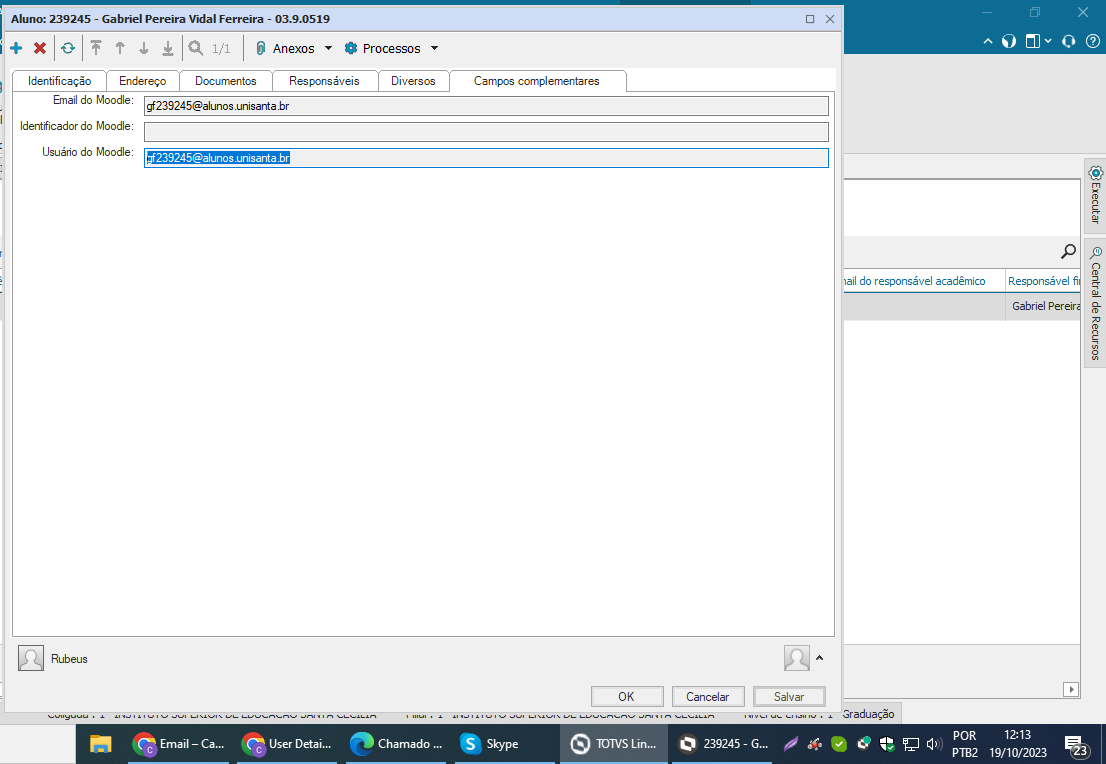 Aluno: 239245 - Gabriel Pereira Vidal Ferreira - 03.9.0519
1/1 Anexos Processos
Identificação Endereço Documentos Responsáveis Diversos Campos complementares
Email do Moodle: gf239245@alunos.unisanta.br
Identificador do Moodle:
Usuário do Moodle: gf239245@alunos.unisanta.br
Executar
Central de Recursos
do responsável acadêmico Responsável
Gabriel Pereira
Rubeus
OK Cancelar Salvar
Coligada : 1 - INSTITUTO SUPERIOR DE EDUCACAO SANTA CECILIA Filial : 1 - INSTITUTO SUPERIOR DE EDUCACAO SANTA CECILIA Nível de ensino : 1 Graduação
Email – Ca... User Detai... Chamado ... Skype TOTVS Lin... 239245 - G... POR 12:13
PTB2 19/10/2023 23